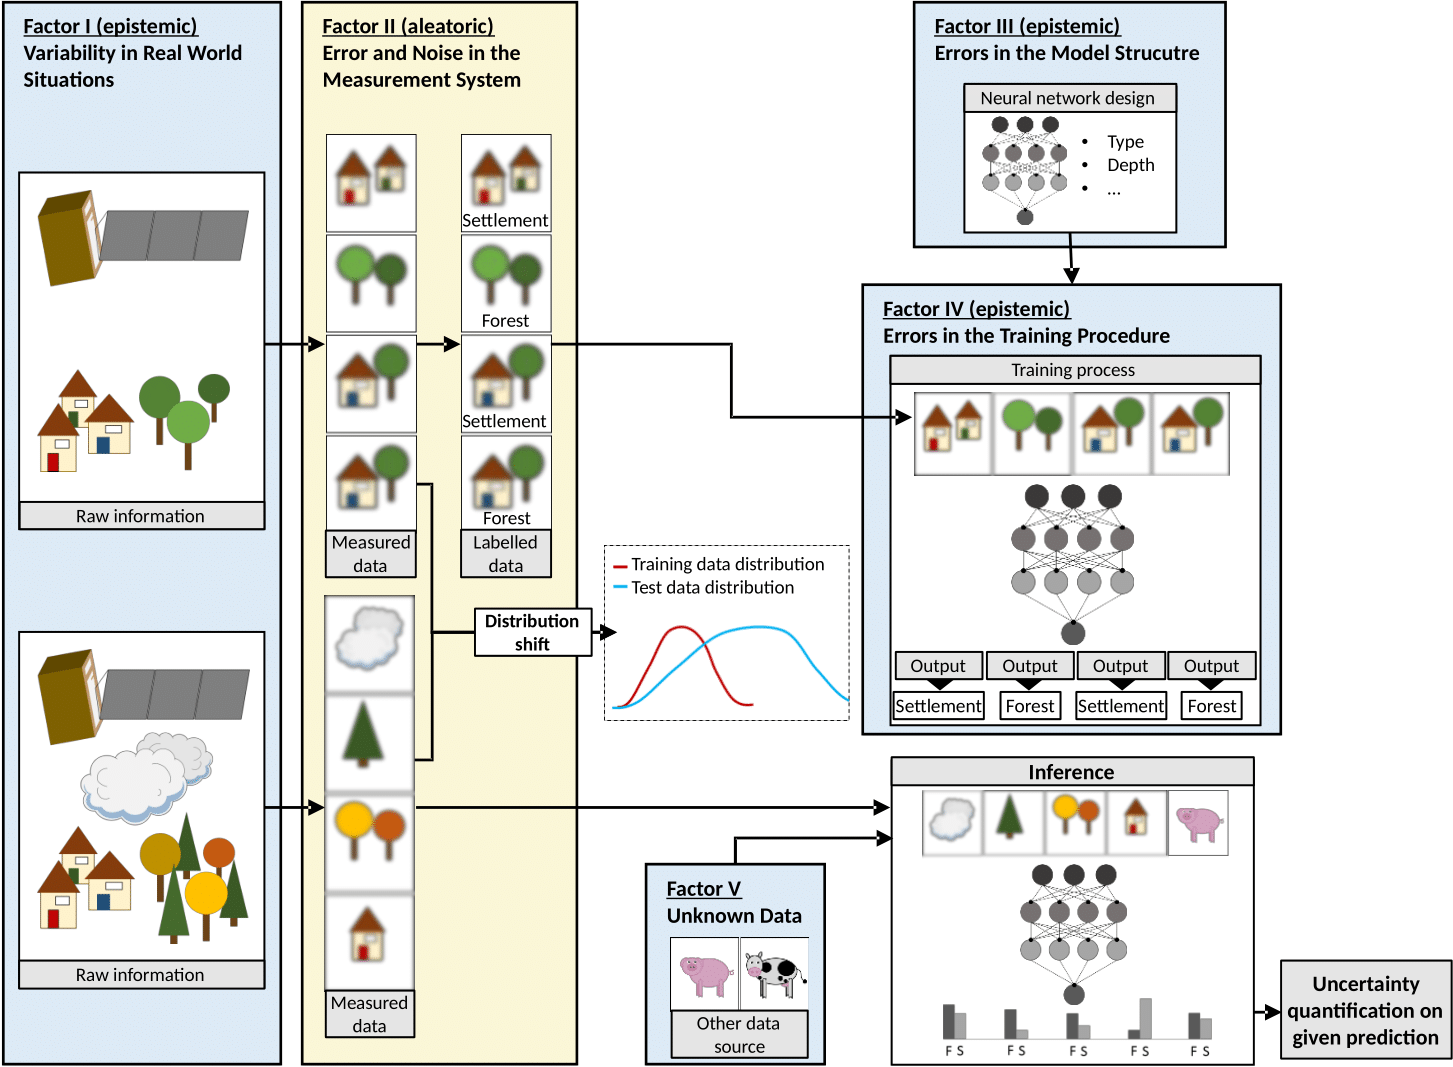 Factor I (epistemic)
Variability in Real World
Situations
Raw information
Raw information
Factor II (aleatoric)
Error and Noise in the
Measurement System
Settlement
Forest
Settlement
Forest
Measured
data
Labelled
data
Measured
data
Distribution
shift
Training data distribution
Test data distribution
Factor III (epistemic)
Errors in the Model Strucutre
Neural network design
• Type
• Depth
• ...
Factor IV (epistemic)
Errors in the Training Procedure
Training process
Output Output Output Output
Settlement Forest Settlement Forest
Factor V
Unknown Data
Other data
source
Inference
F S F S F S F S F S
Uncertainty
quantification on
given prediction